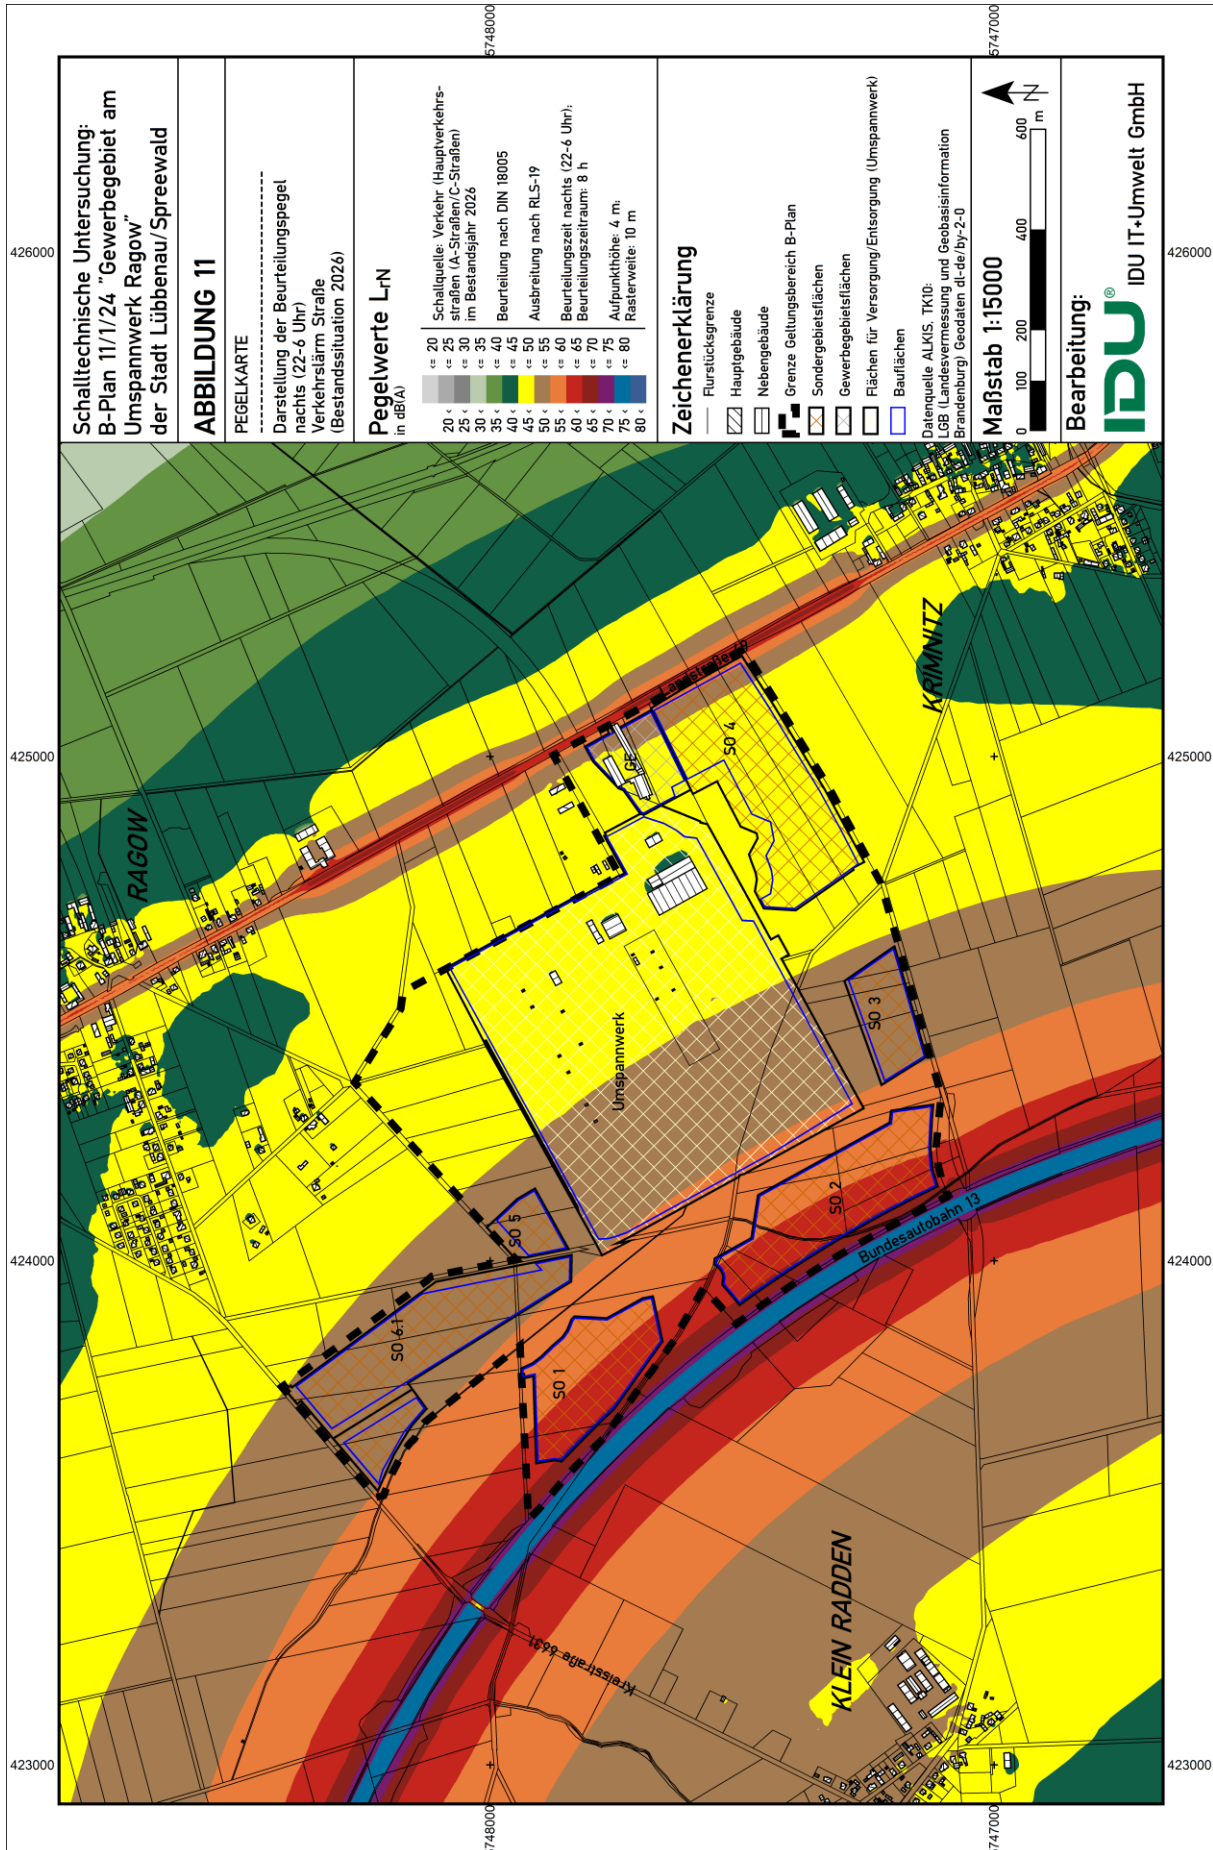 Schalltechnische Untersuchung:
B-Plan 11/1/24 "Gewerbegebiet am
Umspannwerk Ragow"
der Stadt Lübbenau/Spreewald
ABBILDUNG 11
PEGELKARTE
Darstellung der Beurteilungspegel
nachts (22-6 Uhr)
Verkehrslärm Straße
(Bestandssituation 2026)
Pegelwerte LrN
in dB(A)
<= 20
20 < <= 25
25 < <= 30
30 < <= 35
35 < <= 40
40 < <= 45
45 < <= 50
50 < <= 55
55 < <= 60
60 < <= 65
65 < <= 70
70 < <= 75
75 < <= 80
80 <
Schallquelle: Verkehr (Hauptverkehrs-
straßen (A-Straßen/C-Straßen)
im Bestandsjahr 2026
Beurteilung nach DIN 18005
Ausbreitung nach RLS-19
Beurteilungszeit nachts (22-6 Uhr);
Beurteilungszeitraum: 8 h
Aufpunkthöhe: 4 m;
Rasterweite: 10 m
Zeichenerklärung
Flurstücksgrenze
Hauptgebäude
Nebengebäude
Grenze Geltungsbereich B-Plan
Sondergebietsflächen
Gewerbegebietsflächen
Flächen für Versorgung/Entsorgung (Umspannwerk)
Bauflächen
Datenquelle ALKIS, TK10:
LGB (Landesvermessung und Geobasisinformation
Brandenburg) Geodaten dl-de/by-2-0
Maßstab 1:15000
0 100 200 400 600
m
N
Bearbeitung:
IDU®
IDU IT+Umwelt GmbH
5748000
5747000
426000
426000
425000
425000
424000
424000
423000
423000
5748000
5747000
RAGOW
KRIMNITZ
KLEIN RADDEN
Landstraße 49
Bundesautobahn 13
Kreisstraße 6631
Umspannwerk
GE
SO 4
SO 3
SO 2
SO 5
SO 6.1
SO 1